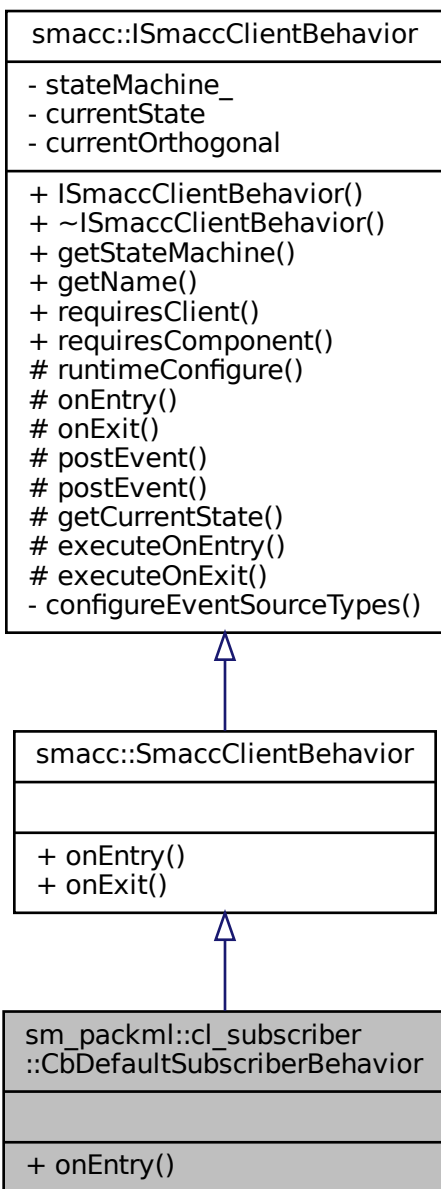 smacc::ISmaccClientBehavior
- stateMachine_
- currentState
- currentOrthogonal
+ ISmaccClientBehavior()
+ ~ISmaccClientBehavior()
+ getStateMachine()
+ getName()
+ requiresClient()
+ requiresComponent()
# runtimeConfigure()
# onEntry()
# onExit()
# postEvent()
# postEvent()
# getCurrentState()
# executeOnEntry()
# executeOnExit()
- configureEventSourceTypes()
smacc::SmaccClientBehavior
+ onEntry()
+ onExit()
sm_packml::cl_subscriber
::CbDefaultSubscriberBehavior
+ onEntry()